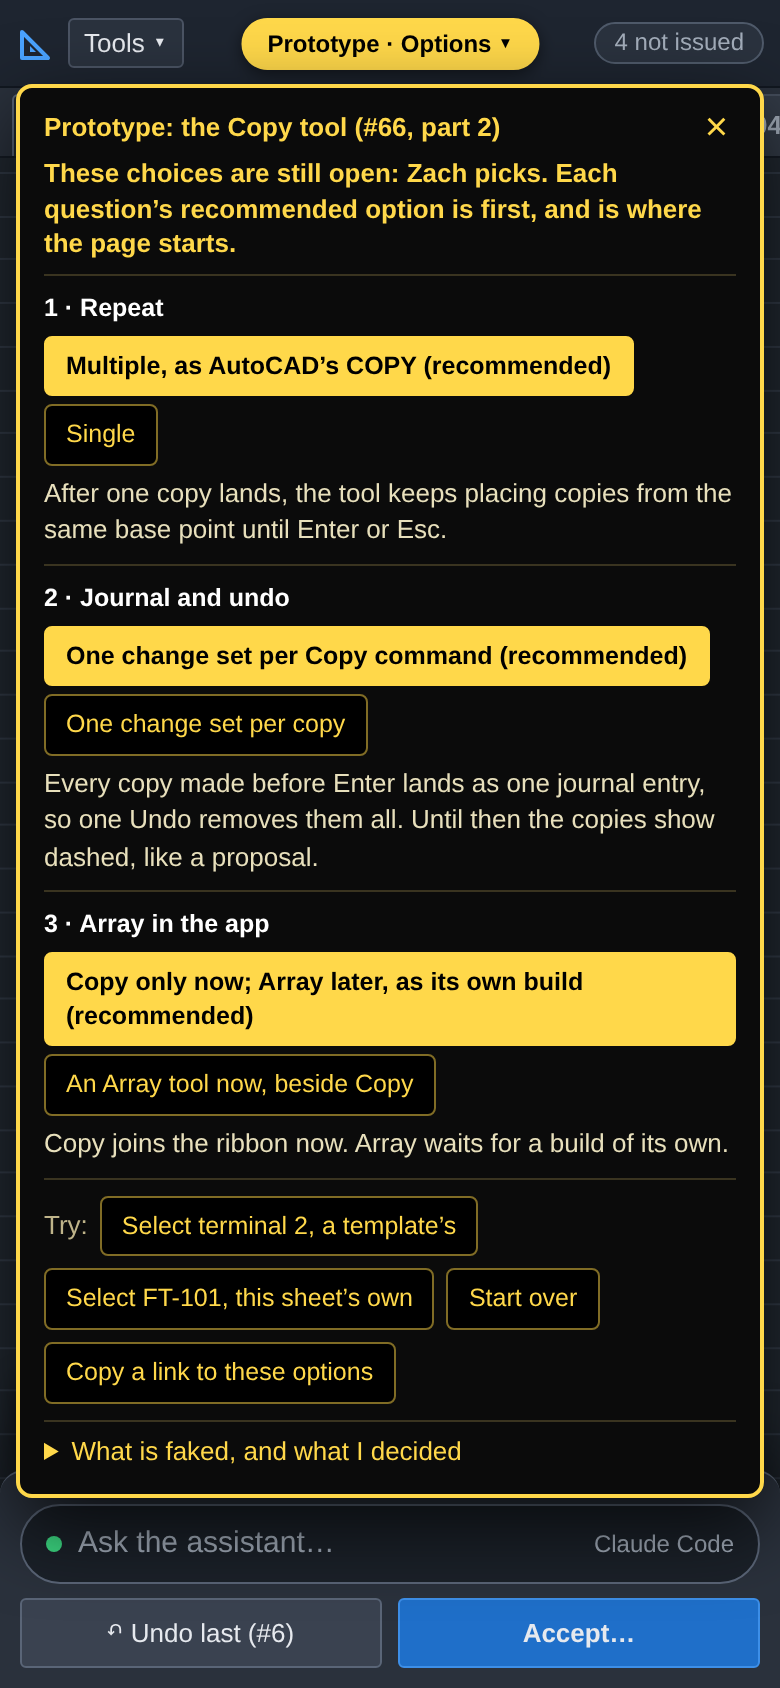 Tools ▼
Prototype · Options ▼
4 not issued
Prototype: the Copy tool (#66, part 2)
×
These choices are still open: Zach picks. Each
question’s recommended option is first, and is where
the page starts.
1 · Repeat
Multiple, as AutoCAD’s COPY (recommended)
Single
After one copy lands, the tool keeps placing copies from the
same base point until Enter or Esc.
2 · Journal and undo
One change set per Copy command (recommended)
One change set per copy
Every copy made before Enter lands as one journal entry,
so one Undo removes them all. Until then the copies show
dashed, like a proposal.
3 · Array in the app
Copy only now; Array later, as its own build
(recommended)
An Array tool now, beside Copy
Copy joins the ribbon now. Array waits for a build of its own.
Try: Select terminal 2, a template’s
Select FT-101, this sheet’s own
Start over
Copy a link to these options
▶ What is faked, and what I decided
Ask the assistant…
Claude Code
Undo last (#6)
Accept…